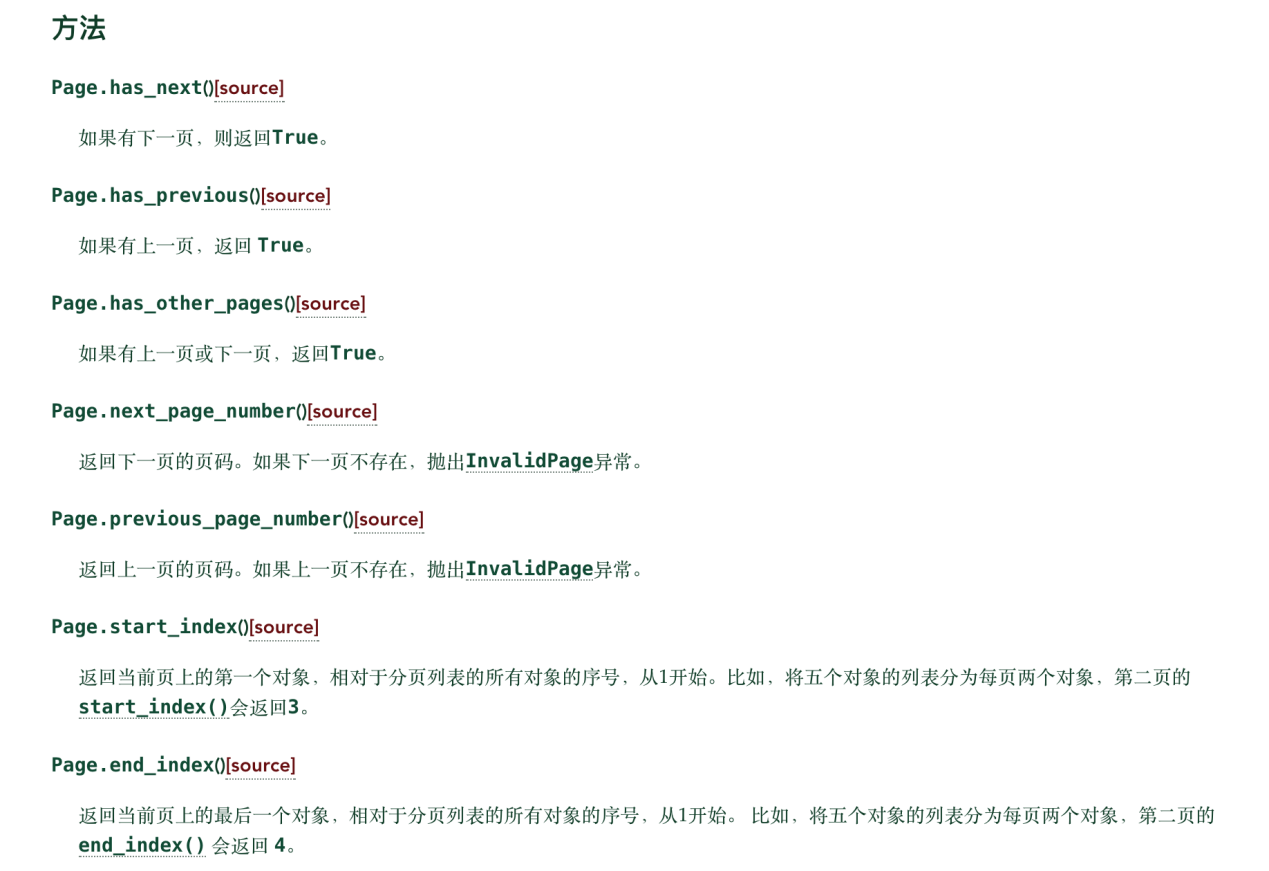 方法
Page.has_next()[source]
如果有下一页，则返回True。
Page.has_previous()[source]
如果有上一页，返回 True。
Page.has_other_pages()[source]
如果有上一页或下一页，返回True。
Page.next_page_number()[source]
返回下一页的页码。如果下一页不存在，抛出InvalidPage异常。
Page.previous_page_number()[source]
返回上一页的页码。如果上一页不存在，抛出InvalidPage异常。
Page.start_index()[source]
返回当前页上的第一个对象，相对于分页列表的所有对象的序号，从1开始。比如，将五个对象的列表分为每页两个对象，第二页的
start_index()会返回3。
Page.end_index()[source]
返回当前页上的最后一个对象，相对于分页列表的所有对象的序号，从1开始。 比如，将五个对象的列表分为每页两个对象，第二页的
end_index() 会返回 4。